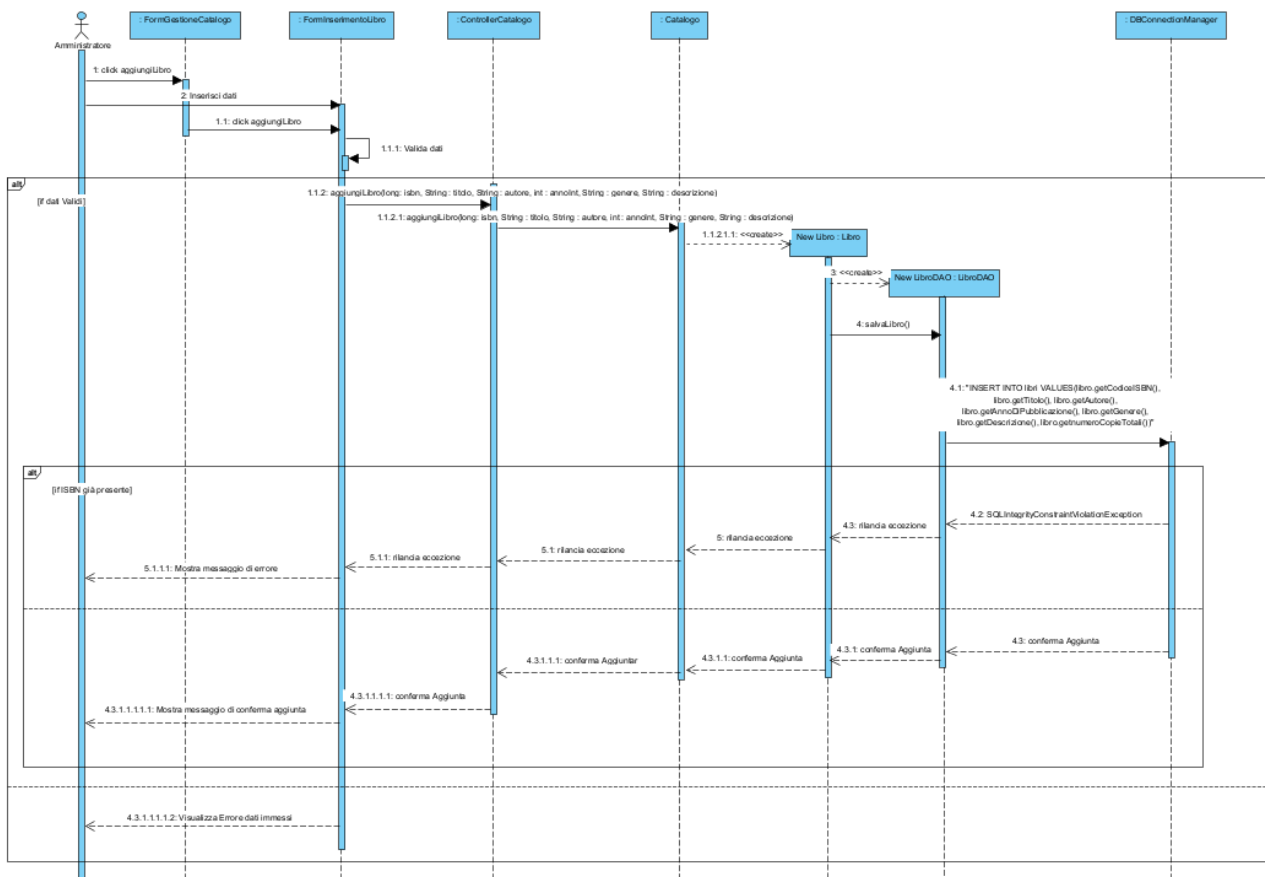 : FormGestioneCatalogo
: FormInserimentoLibro
: ControllerCatalogo
: Catalogo
: DBConnectionManager
Amministratore
1: click aggiungiLibro
2: Inserisci dati
1.1: click aggiungiLibro
1.1.1: Valida dati
alt
[if dati Validi]
1.1.2: aggiungiLibro(long: isbn, String : titolo, String : autore, int : annoInt, String : genere, String : descrizione)
1.1.2.1: aggiungiLibro(long: isbn, String : titolo, String : autore, int : annoInt, String : genere, String : descrizione)
1.1.2.1.1: <<create>>
New Libro : Libro
3: <<create>>
New LibroDAO : LibroDAO
4: salvaLibro()
4.1: "INSERT INTO libri VALUES(libro.getCodiceISBN(),
libro.getTitolo(), libro.getAutore(),
libro.getAnnoDiPubblicazione(), libro.getGenere(),
libro.getDescrizione(), libro.getnumeroCopieTotali())"
alt
[if ISBN già presente]
4.2: SQLIntegrityConstraintViolationException
4.3: rilancia eccezione
5: rilancia eccezione
5.1: rilancia eccezione
5.1.1: rilancia eccezione
5.1.1.1: Mostra messaggio di errore
4.3: conferma Aggiunta
4.3.1: conferma Aggiunta
4.3.1.1: conferma Aggiunta
4.3.1.1.1: conferma Aggiuntar
4.3.1.1.1.1: conferma Aggiunta
4.3.1.1.1.1.1: Mostra messaggio di conferma aggiunta
4.3.1.1.1.1.2: Visualizza Errore dati immessi